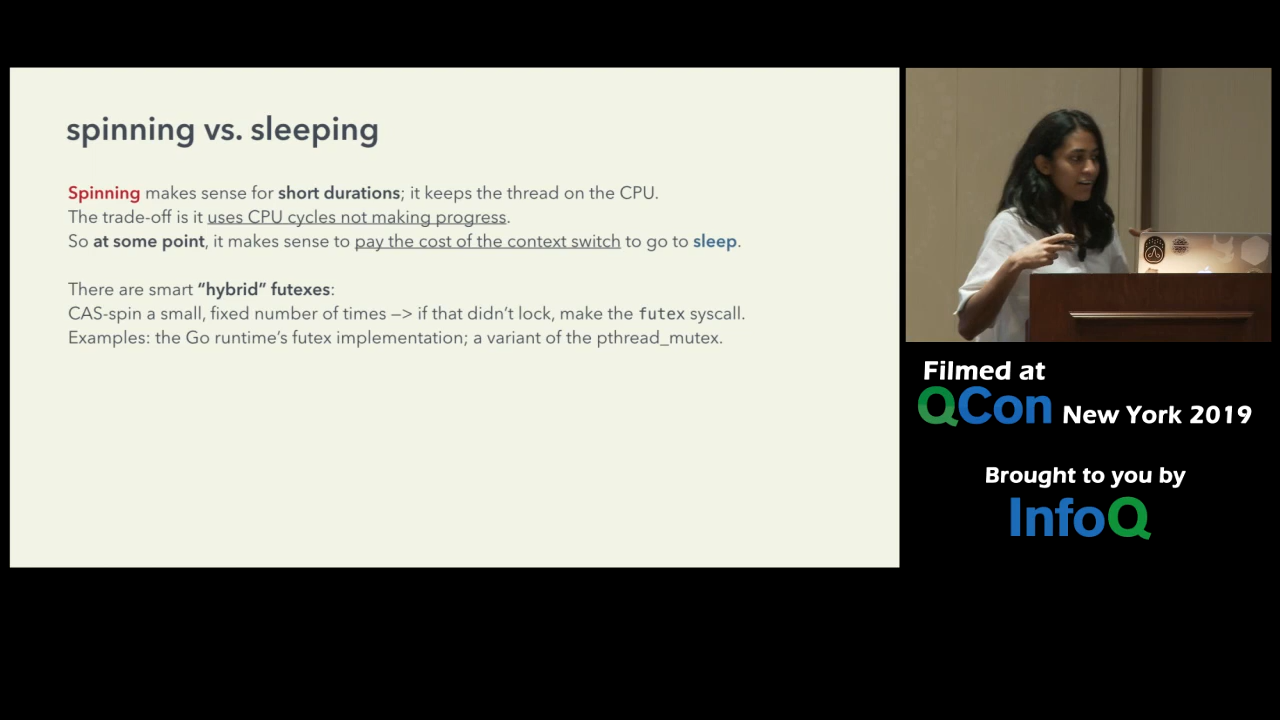 spinning vs. sleeping
Spinning makes sense for short durations; it keeps the thread on the CPU.
The trade-off is it uses CPU cycles not making progress.
So at some point, it makes sense to pay the cost of the context switch to go to sleep.
There are smart “hybrid” futexes:
CAS-spin a small, fixed number of times —> if that didn’t lock, make the futex syscall.
Examples: the Go runtime’s futex implementation; a variant of the pthread_mutex.
Filmed at
QCon New York 2019
Brought to you by
InfoQ